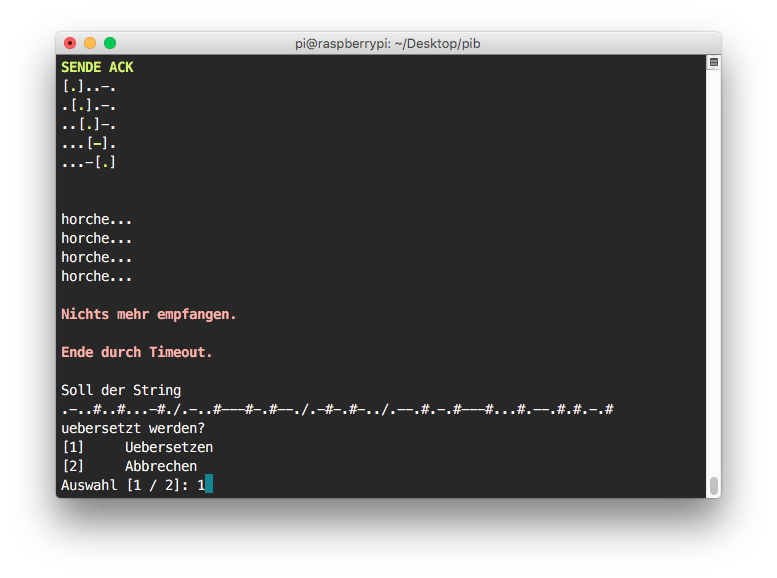 pi@raspberrypi: ~/Desktop/pib
SENDE ACK
[.]..-.
.[.].-.
..[.]-.
...[-].
...-[.]
horche...
horche...
horche...
horche...
Nichts mehr empfangen.
Ende durch Timeout.
Soll der String
.-..#..#...-#./.-..#---#-.#--./.-#-.#-../.--.#-.#---#...#.--.#.#.-.#
uebersetzt werden?
[1]     Uebersetzen
[2]     Abbrechen
Auswahl [1 / 2]: 1